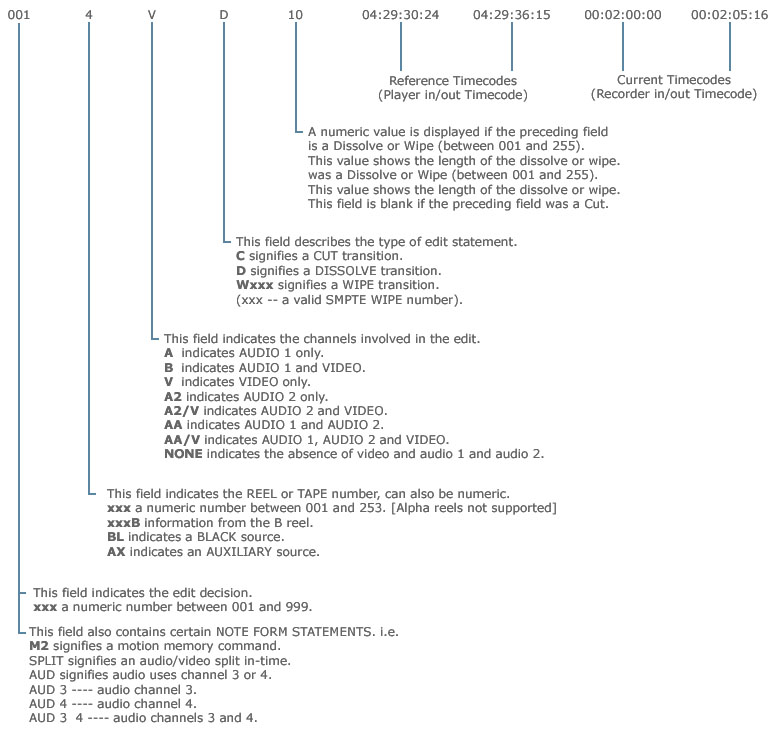 001 4 V D 10 04:29:30:24 04:29:36:15 00:02:00:00 00:02:05:16
Reference Timecodes
(Player in/out Timecode)
Current Timecodes
(Recorder in/out Timecode)
A numeric value is displayed if the preceding field
is a Dissolve or Wipe (between 001 and 255).
This value shows the length of the dissolve or wipe.
was a Dissolve or Wipe (between 001 and 255).
This value shows the length of the dissolve or wipe.
This field is blank if the preceding field was a Cut.
This field describes the type of edit statement.
C signifies a CUT transition.
D signifies a DISSOLVE transition.
Wxxx signifies a WIPE transition.
(xxx -- a valid SMPTE WIPE number).
This field indicates the channels involved in the edit.
A indicates AUDIO 1 only.
B indicates AUDIO 1 and VIDEO.
V indicates VIDEO only.
A2 indicates AUDIO 2 only.
A2/V indicates AUDIO 2 and VIDEO.
AA indicates AUDIO 1 and AUDIO 2.
AA/V indicates AUDIO 1, AUDIO 2 and VIDEO.
NONE indicates the absence of video and audio 1 and audio 2.
This field indicates the REEL or TAPE number, can also be numeric.
xxx a numeric number between 001 and 253. [Alpha reels not supported]
xxxB information from the B reel.
BL indicates a BLACK source.
AX indicates an AUXILIARY source.
This field indicates the edit decision.
xxx a numeric number between 001 and 999.
This field also contains certain NOTE FORM STATEMENTS. i.e.
M2 signifies a motion memory command.
SPLIT signifies an audio/video split in-time.
AUD signifies audio uses channel 3 or 4.
AUD 3 ---- audio channel 3.
AUD 4 ---- audio channel 4.
AUD 3 4 ---- audio channels 3 and 4.